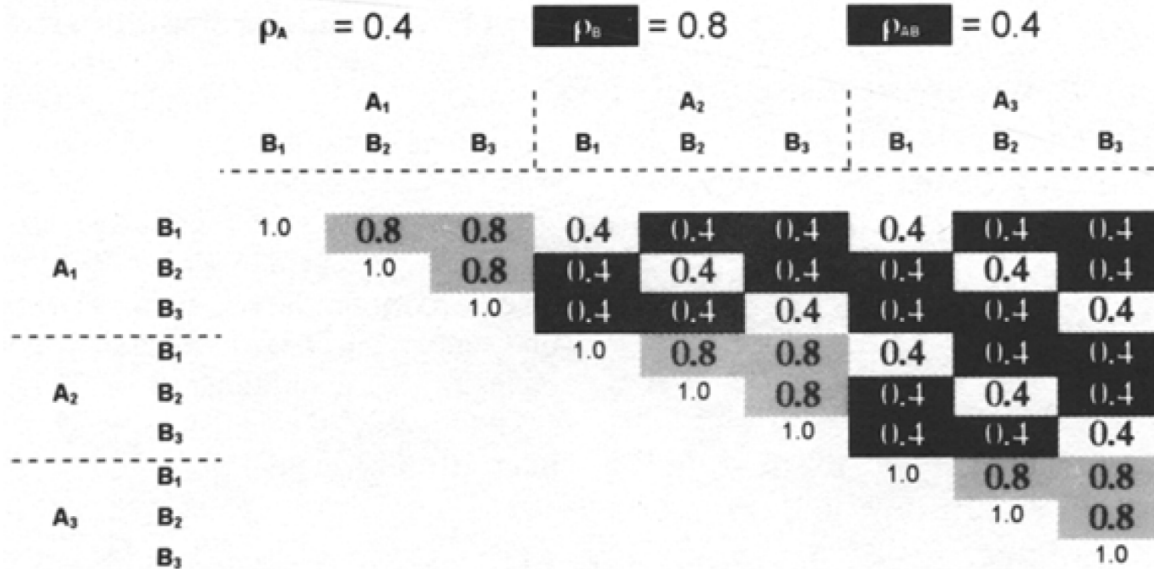 ρA = 0.4 ρB = 0.8 ρAB = 0.4
A₁ A₂ A₃
B₁ B₂ B₃ B₁ B₂ B₃ B₁ B₂ B₃
B₁ 1.0 0.8 0.8 0.4 0.4 0.4 0.4 0.4 0.4
A₁ B₂ 1.0 0.8 0.4 0.4 0.4 0.4 0.4 0.4
B₃ 1.0 0.4 0.4 0.4 0.4 0.4 0.4
B₁ 1.0 0.8 0.8 0.4 0.4 0.4
A₂ B₂ 1.0 0.8 0.4 0.4 0.4
B₃ 1.0 0.4 0.4 0.4
B₁ 1.0 0.8 0.8
A₃ B₂ 1.0 0.8
B₃ 1.0